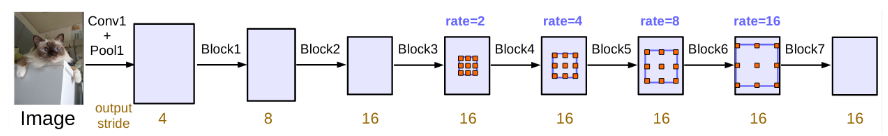 rate=2 rate=4 rate=8 rate=16
Conv1
+
Pool1
Block1 Block2 Block3 Block4 Block5 Block6 Block7
Image
output
stride
4 8 16 16 16 16 16 16